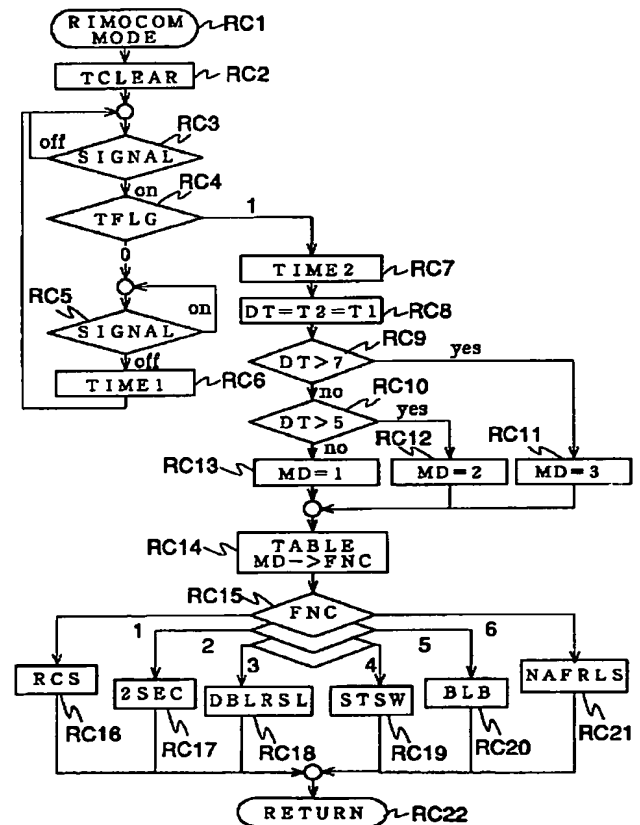 RIMOCOM
MODE
RC1
TCLEAR
RC2
off
SIGNAL
RC3
on
RC4
TFLG
1
0
RC5
SIGNAL
on
off
TIME1
RC6
TIME2
RC7
DT=T2=T1
RC8
RC9
DT>7
yes
no
RC10
DT>5
yes
no
RC13
MD=1
RC12
MD=2
RC11
MD=3
RC14
TABLE
MD->FNC
RC15
FNC
1
2
3
4
5
6
RCS
2SEC
DBLRSL
STSW
BLB
NAFRLS
RC16
RC17
RC18
RC19
RC20
RC21
RETURN
RC22